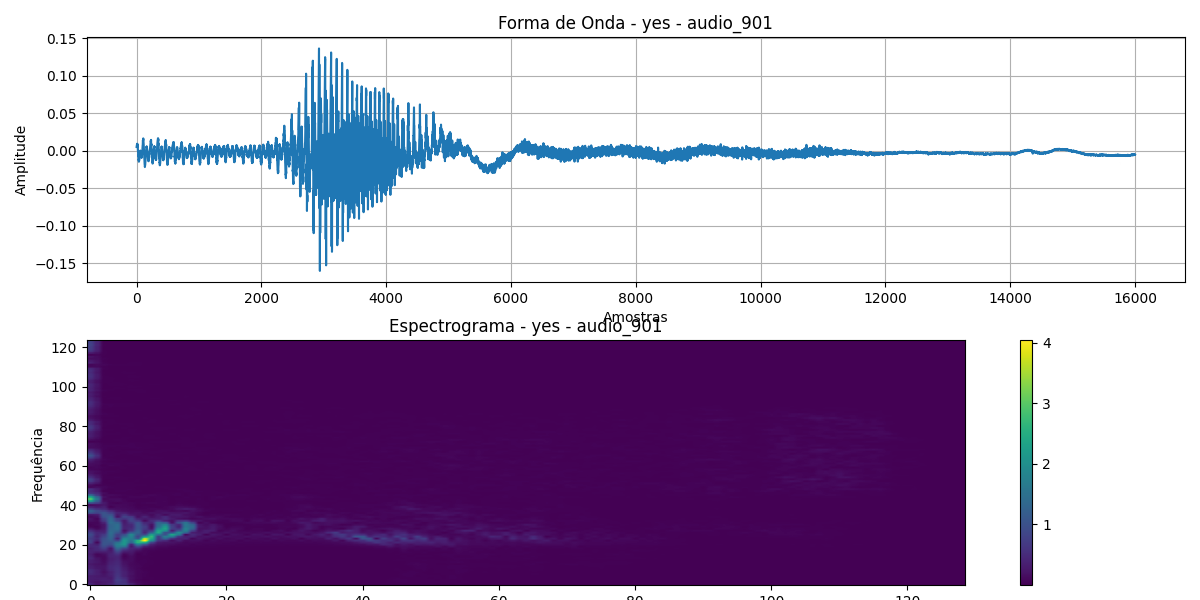 Forma de Onda - yes - audio_901
0.15
0.10
0.05
0.00
−0.05
−0.10
−0.15
Amplitude
0 2000 4000 6000 8000 10000 12000 14000 16000
Amostras
Espectrograma - yes - audio_901
120
100
80
60
40
20
0
Frequência
4
3
2
1
0 20 40 60 80 100 120